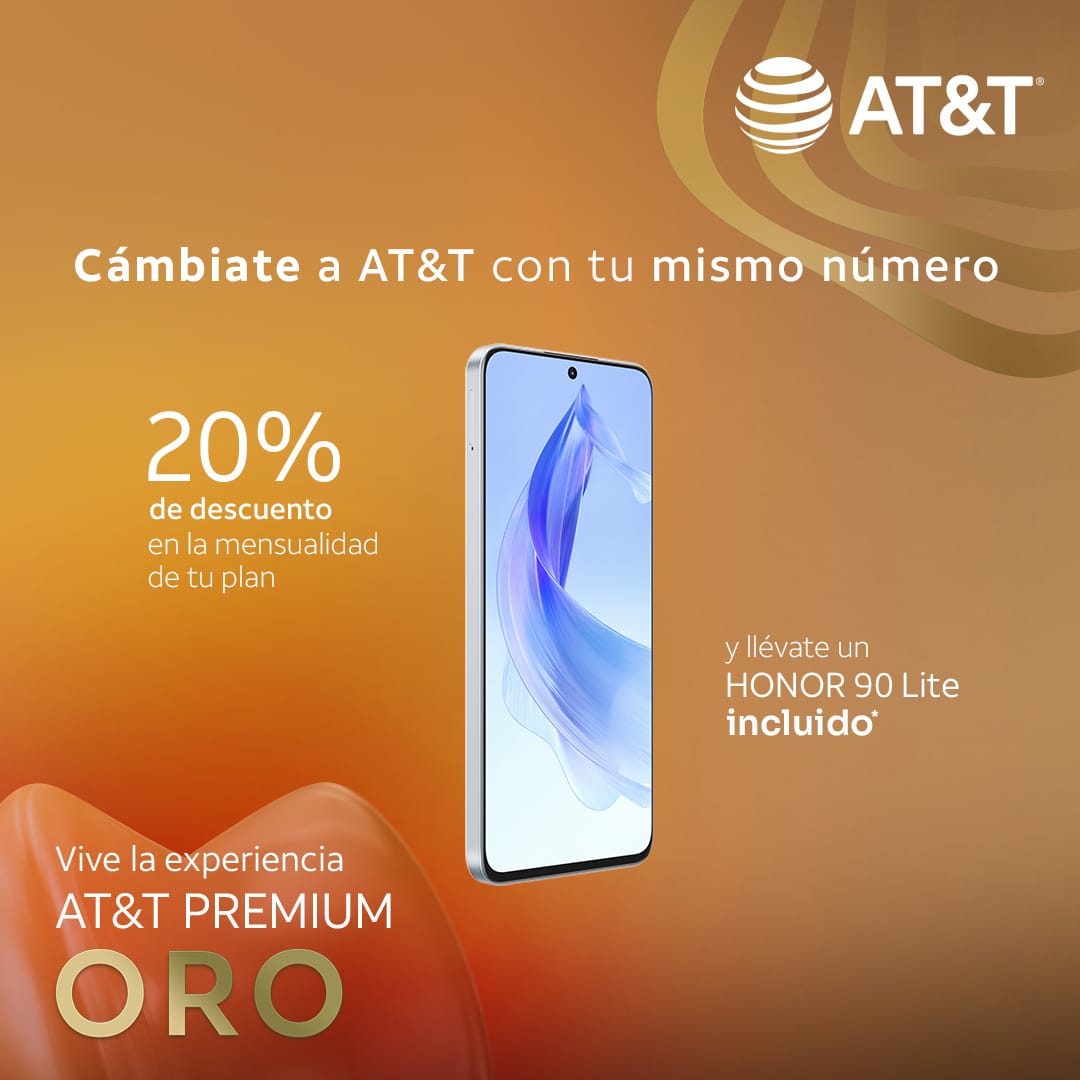 AT&T®
Cámbiate a AT&T con tu mismo número
20%
de descuento
en la mensualidad
de tu plan
y llévate un
HONOR 90 Lite
incluido*
Vive la experiencia
AT&T PREMIUM
ORO